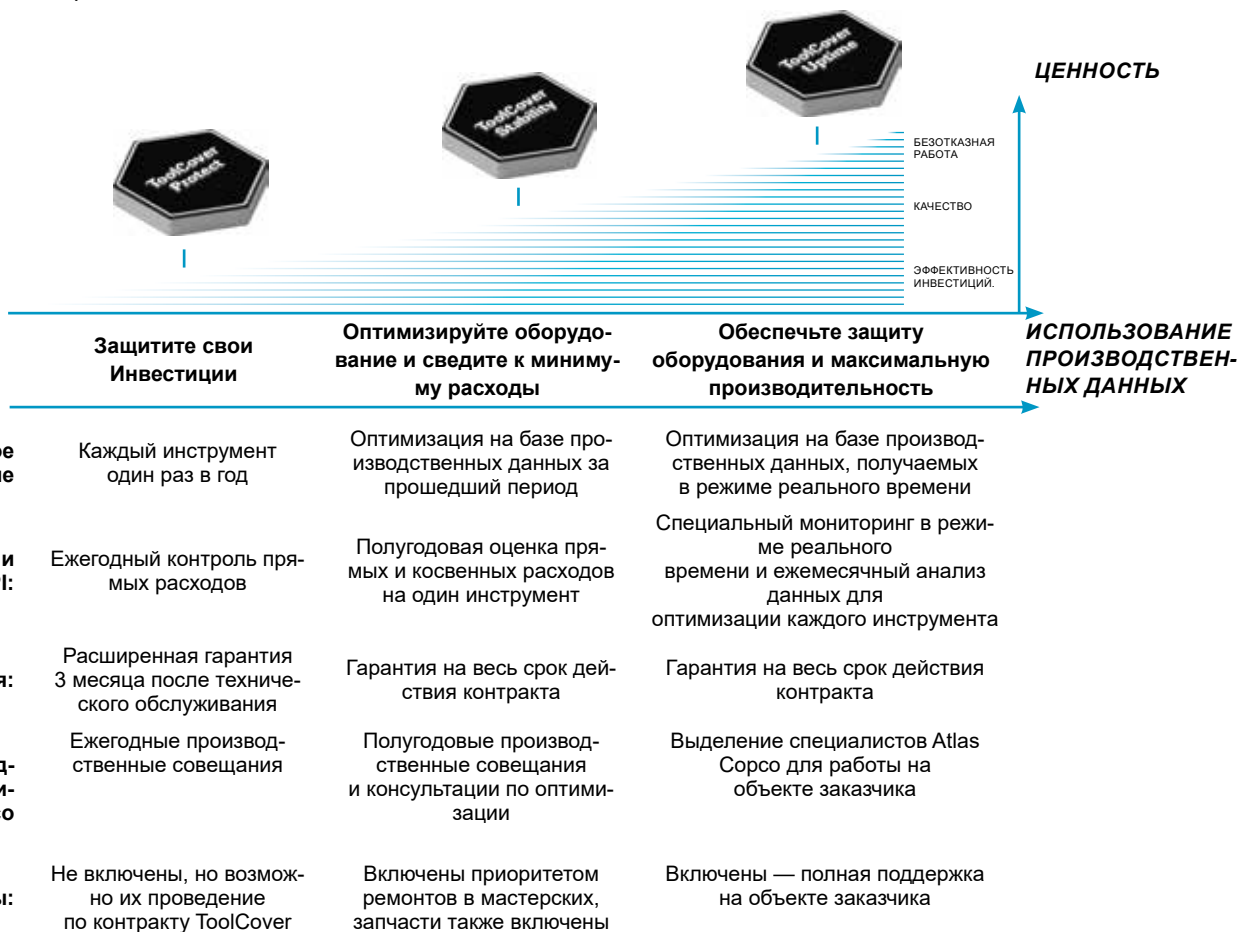 ToolCover
Uptime
ToolCover
Stability
ToolCover
Protect
ЦЕННОСТЬ
БЕЗОТКАЗНАЯ
РАБОТА
КАЧЕСТВО
ЭФФЕКТИВНОСТЬ
ИНВЕСТИЦИЙ.
Защитите свои
Инвестиции
Оптимизируйте оборудо-
вание и сведите к миниму-
му расходы
Обеспечьте защиту
оборудования и максимальную
производительность
ИСПОЛЬЗОВАНИЕ
ПРОИЗВОДСТВЕН-
НЫХ ДАННЫХ
Каждый инструмент
один раз в год
Оптимизация на базе про-
изводственных данных за
прошедший период
Оптимизация на базе производ-
ственных данных, получаемых
в режиме реального времени
и
Ежегодный контроль пря-
мых расходов
Полугодовая оценка пря-
мых и косвенных расходов
на один инструмент
Специальный мониторинг в режи-
ме реального
времени и ежемесячный анализ
данных для
оптимизации каждого инструмента
Расширенная гарантия
3 месяца после техниче-
ского обслуживания
Гарантия на весь срок дей-
ствия контракта
Гарантия на весь срок действия
контракта
Ежегодные производ-
ственные совещания
Полугодовые производ-
ственные совещания
и консультации по оптими-
зации
Выделение специалистов Atlas
Copco для работы на
объекте заказчика
Не включены, но возмож-
но их проведение
по контракту ToolCover
Включены приоритетом
ремонтов в мастерских,
запчасти также включены
Включены — полная поддержка
на объекте заказчика